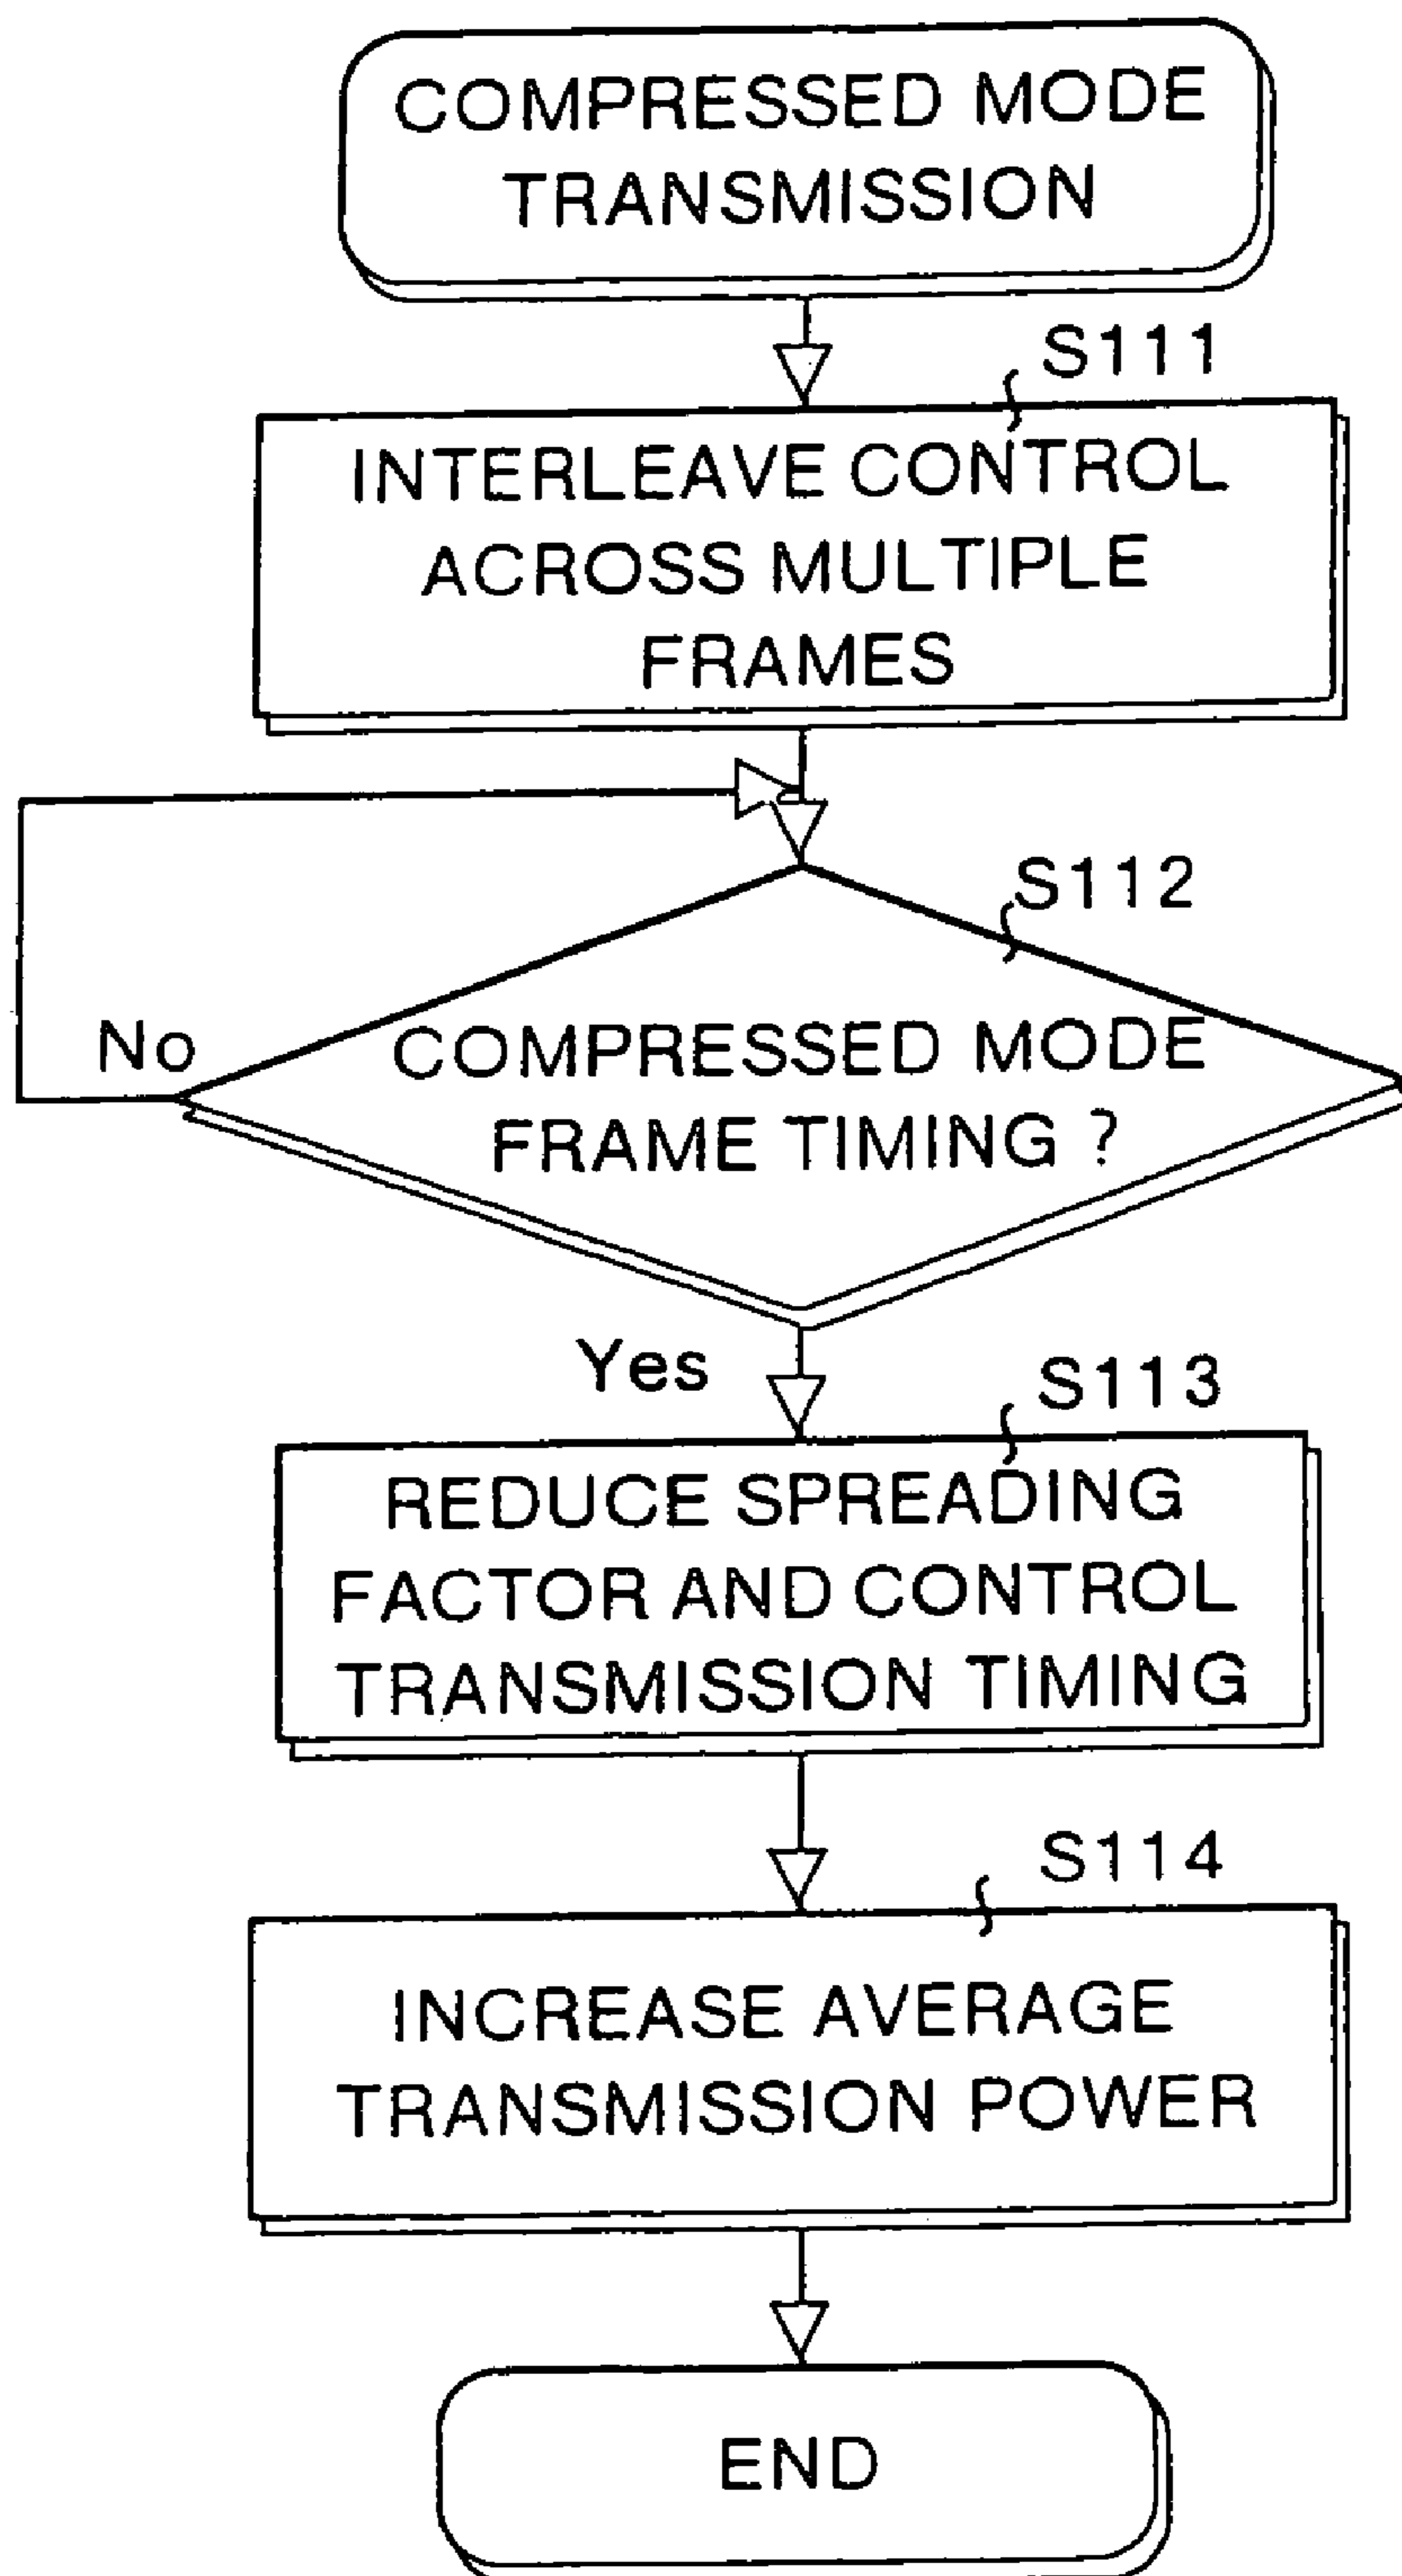 COMPRESSED MODE
TRANSMISSION
S111
INTERLEAVE CONTROL
ACROSS MULTIPLE
FRAMES
S112
No
COMPRESSED MODE
FRAME TIMING ?
Yes
S113
REDUCE SPREADING
FACTOR AND CONTROL
TRANSMISSION TIMING
S114
INCREASE AVERAGE
TRANSMISSION POWER
END